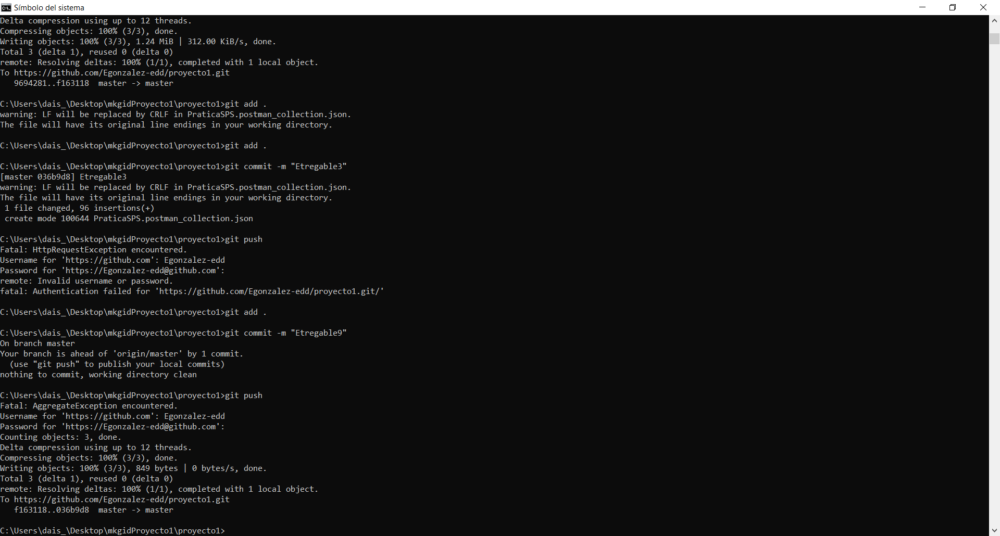 Símbolo del sistema
Delta compression using up to 12 threads.
Compressing objects: 100% (3/3), done.
Writing objects: 100% (3/3), 1.24 MiB | 312.00 KiB/s, done.
Total 3 (delta 1), reused 0 (delta 0)
remote: Resolving deltas: 100% (1/1), completed with 1 local object.
To https://github.com/Egonzalez-edd/proyecto1.git
   9694281..f163118  master -> master

C:\Users\dais_\Desktop\mkgidProyecto1\proyecto1>git add .
warning: LF will be replaced by CRLF in PraticaSPS.postman_collection.json.
The file will have its original line endings in your working directory.

C:\Users\dais_\Desktop\mkgidProyecto1\proyecto1>git add .

C:\Users\dais_\Desktop\mkgidProyecto1\proyecto1>git commit -m "Etregable3"
[master 036b9d8] Etregable3
warning: LF will be replaced by CRLF in PraticaSPS.postman_collection.json.
The file will have its original line endings in your working directory.
 1 file changed, 96 insertions(+)
 create mode 100644 PraticaSPS.postman_collection.json

C:\Users\dais_\Desktop\mkgidProyecto1\proyecto1>git push
Fatal: HttpRequestException encountered.
Username for 'https://github.com': Egonzalez-edd
Password for 'https://Egonzalez-edd@github.com':
remote: Invalid username or password.
fatal: Authentication failed for 'https://github.com/Egonzalez-edd/proyecto1.git/'

C:\Users\dais_\Desktop\mkgidProyecto1\proyecto1>git add .

C:\Users\dais_\Desktop\mkgidProyecto1\proyecto1>git commit -m "Etregable9"
On branch master
Your branch is ahead of 'origin/master' by 1 commit.
  (use "git push" to publish your local commits)
nothing to commit, working directory clean

C:\Users\dais_\Desktop\mkgidProyecto1\proyecto1>git push
Fatal: AggregateException encountered.
Username for 'https://github.com': Egonzalez-edd
Password for 'https://Egonzalez-edd@github.com':
Counting objects: 3, done.
Delta compression using up to 12 threads.
Compressing objects: 100% (3/3), done.
Writing objects: 100% (3/3), 849 bytes | 0 bytes/s, done.
Total 3 (delta 1), reused 0 (delta 0)
remote: Resolving deltas: 100% (1/1), completed with 1 local object.
To https://github.com/Egonzalez-edd/proyecto1.git
   f163118..036b9d8  master -> master

C:\Users\dais_\Desktop\mkgidProyecto1\proyecto1>